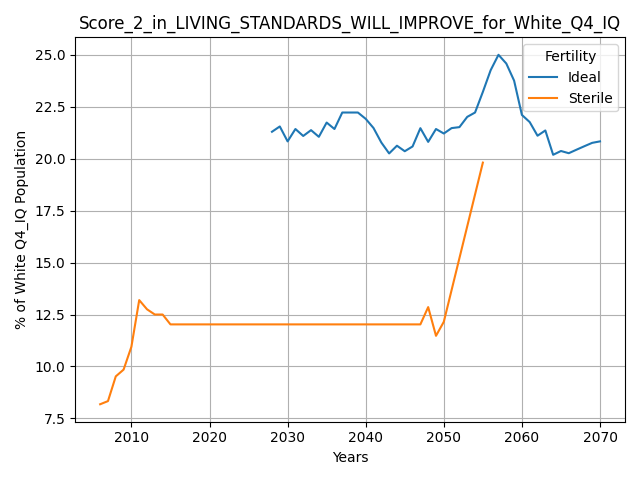 Score_2_in_LIVING_STANDARDS_WILL_IMPROVE_for_White_Q4_IQ
Fertility
Ideal
Sterile
% of White Q4_IQ Population
25.0
22.5
20.0
17.5
15.0
12.5
10.0
7.5
2010 2020 2030 2040 2050 2060 2070
Years